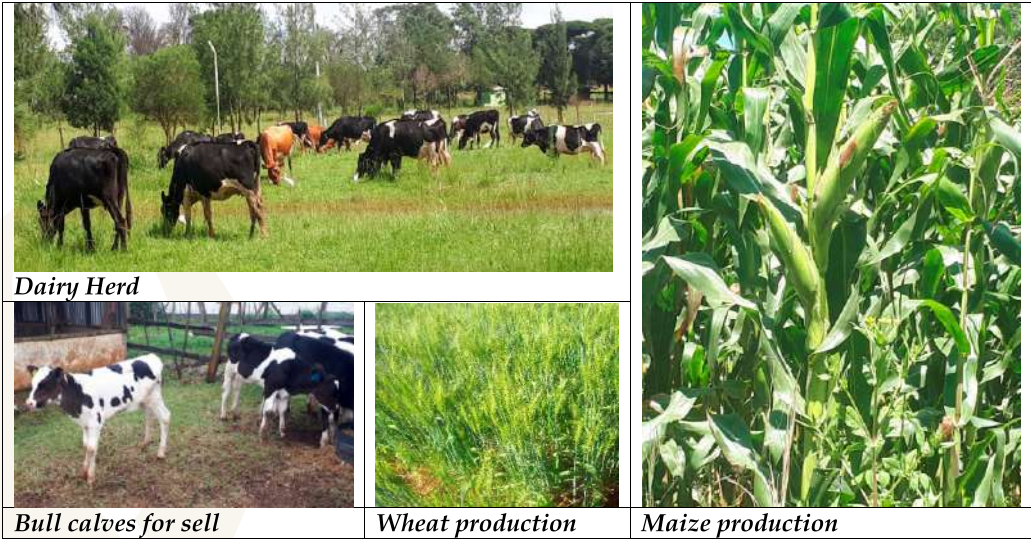 Dairy Herd
Bull calves for sell
Wheat production
Maize production